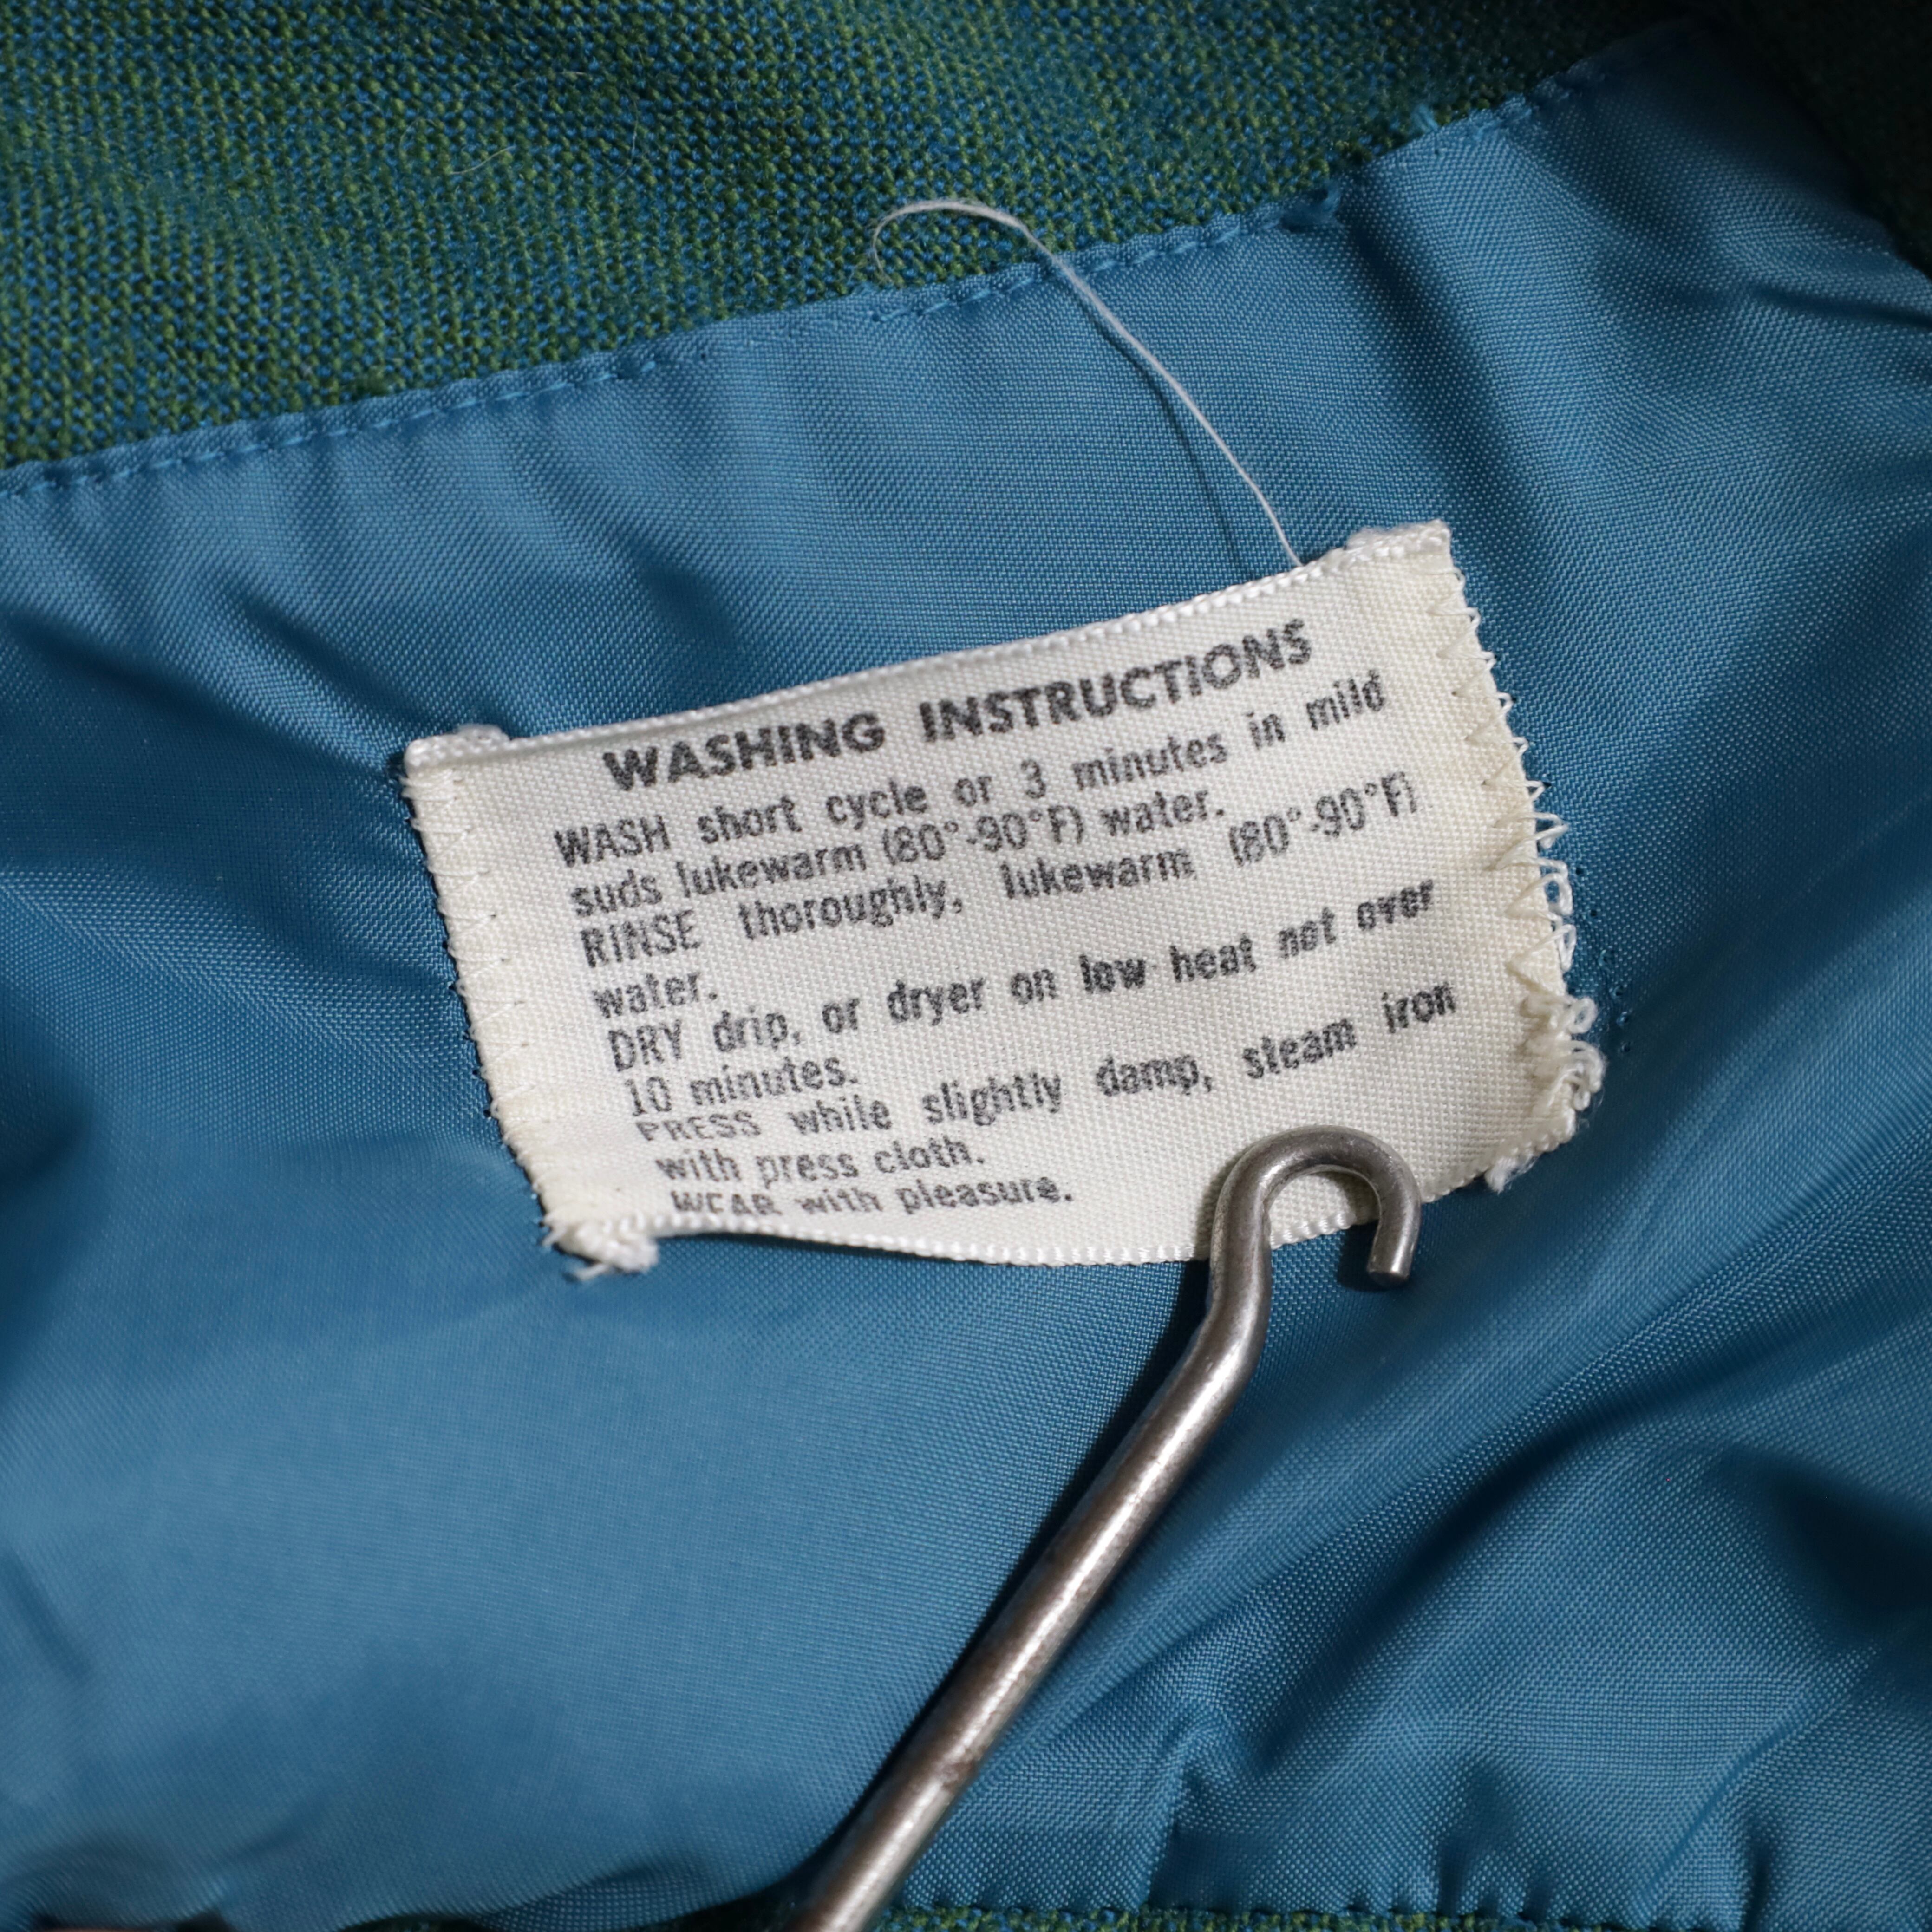 WASHING INSTRUCTIONS
WASH short cycle or 3 minutes in mild
suds lukewarm (80°-90°F) water.
RINSE thoroughly, lukewarm (80°-90°F)
water.
DRY drip, or dryer on low heat not over
10 minutes.
PRESS while slightly damp, steam iron
with press cloth.
WEAR with pleasure.